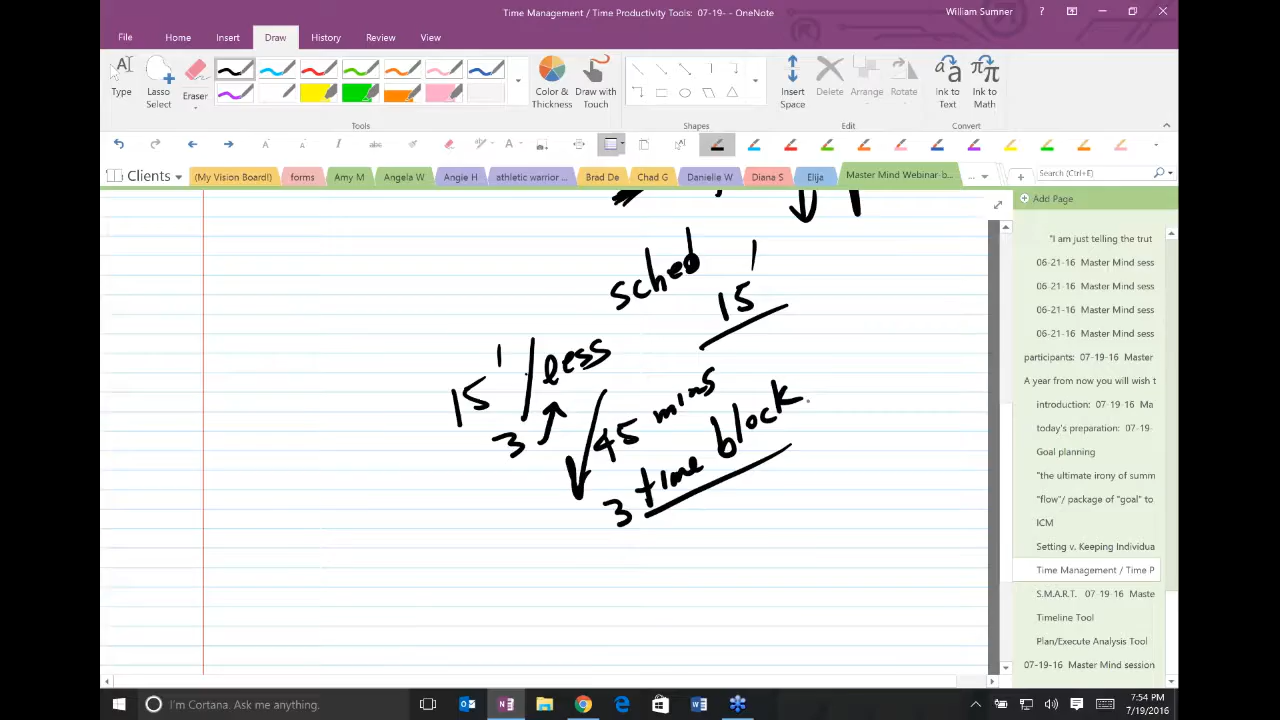 Time Management / Time Productivity Tools: 07-19- - OneNote
William Sumner
?
File
Home
Insert
Draw
History
Review
View
Type
Lasso Select
Eraser
Color & Thickness
Draw with Touch
Insert Space
Delete
Arrange
Rotate
Ink to Text
Ink to Math
Tools
Shapes
Edit
Convert
Clients
(My Vision Board!)
forms
Amy M
Angela W
Angie H
athletic warrior ...
Brad De
Chad G
Danielle W
Diana S
Elija
Master Mind Webinar-b...
...
Search (Ctrl+E)
Add Page
"I am just telling the trut
06-21-16 Master Mind sess
06-21-16 Master Mind sess
06-21-16 Master Mind sess
06-21-16 Master Mind sess
participants: 07-19-16 Master
A year from now you will wish t
introduction: 07-19-16 Ma
today's preparation: 07-19-
Goal planning
"the ultimate irony of summ
"flow"/ package of "goal" to
ICM
Setting v. Keeping Individua
Time Management / Time P
S.M.A.R.T. 07-19-16 Maste
Timeline Tool
Plan/Execute Analysis Tool
07-19-16 Master Mind session
sched
15'
15' / less
3
45 mins
3 time block
I'm Cortana. Ask me anything.
7:54 PM
7/19/2016